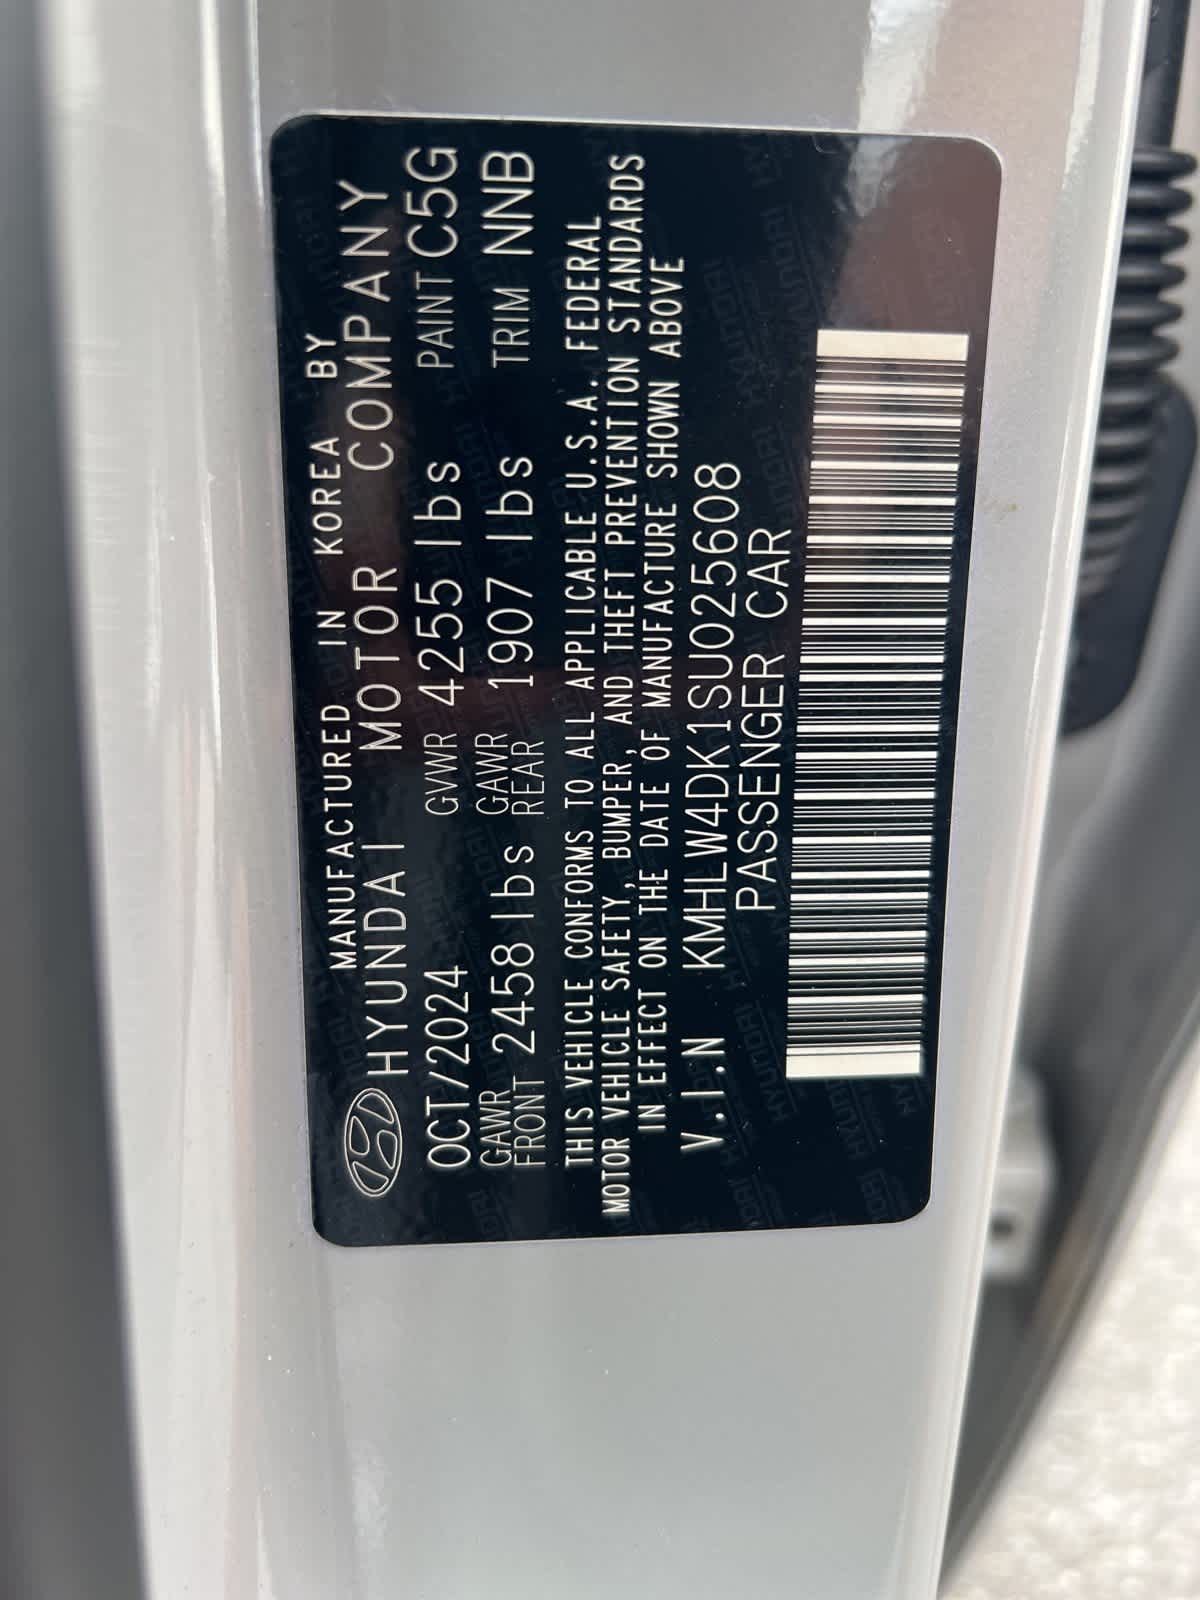 MANUFACTURED IN KOREA BY
HYUNDAI MOTOR COMPANY
OCT/2024 GVWR 4255 lbs PAINT C5G
GAWR FRONT 2458 lbs GAWR REAR 1907 lbs TRIM NNB
THIS VEHICLE CONFORMS TO ALL APPLICABLE U.S.A. FEDERAL
MOTOR VEHICLE SAFETY, BUMPER, AND THEFT PREVENTION STANDARDS
IN EFFECT ON THE DATE OF MANUFACTURE SHOWN ABOVE
V.I.N KMHLW4DK1SU025608
PASSENGER CAR